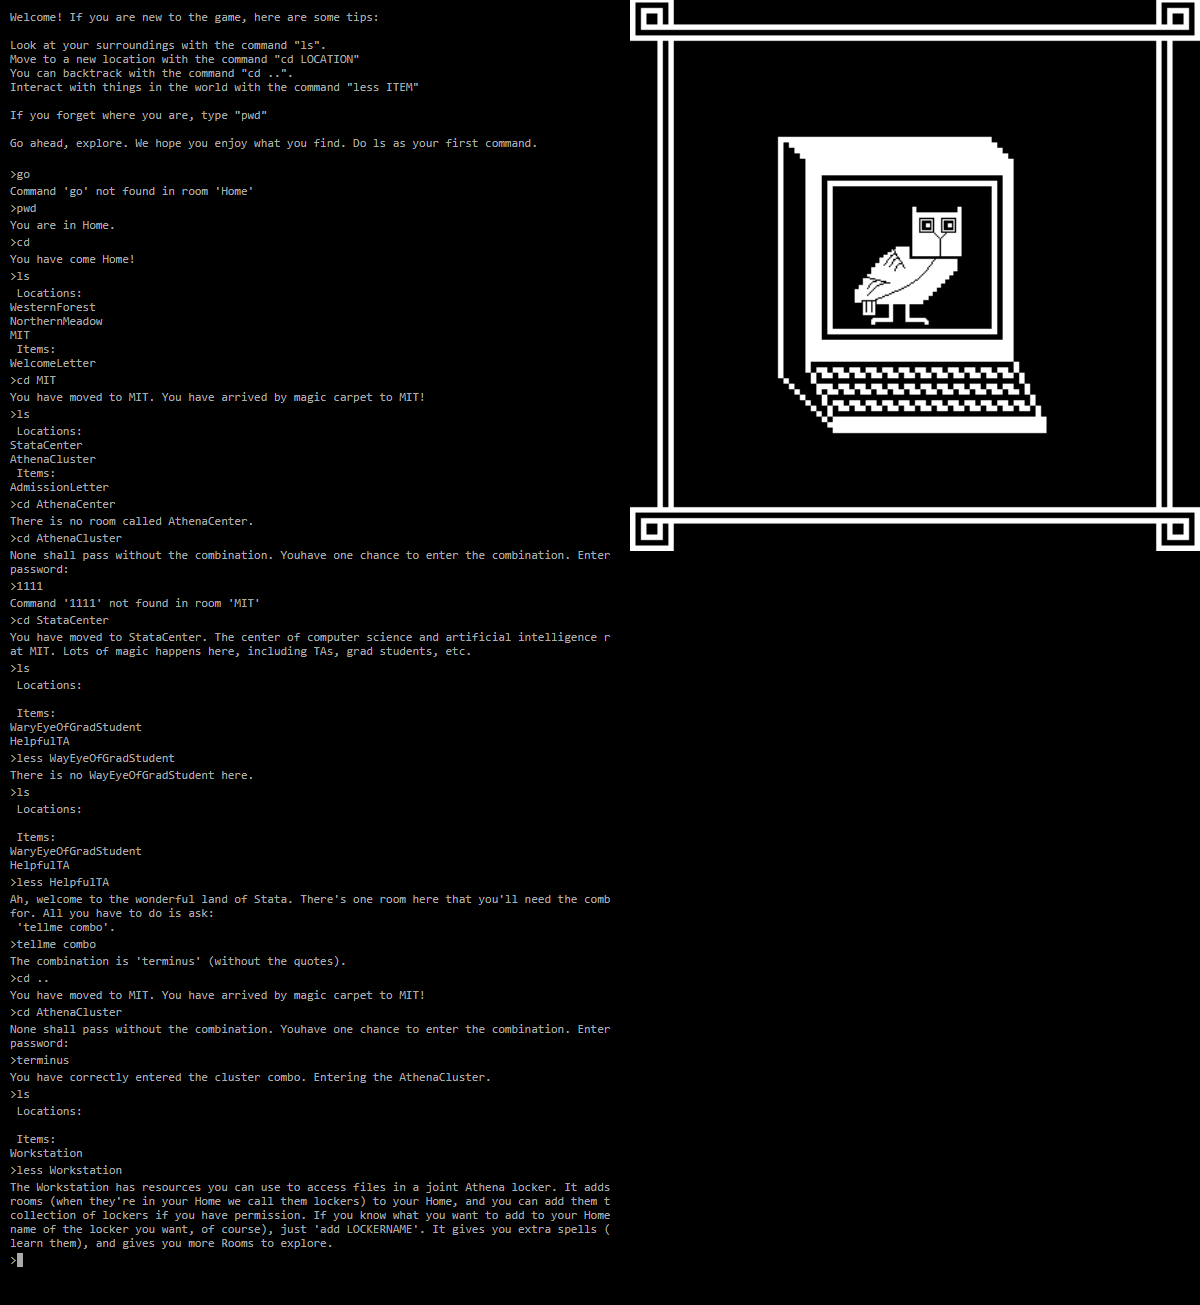 Welcome! If you are new to the game, here are some tips:
Look at your surroundings with the command "ls".
Move to a new location with the command "cd LOCATION"
You can backtrack with the command "cd ..".
Interact with things in the world with the command "less ITEM"
If you forget where you are, type "pwd"
Go ahead, explore. We hope you enjoy what you find. Do ls as your first command.
>go
Command 'go' not found in room 'Home'
>pwd
You are in Home.
>cd
You have come Home!
>ls
Locations:
WesternForest
NorthernMeadow
MIT
Items:
WelcomeLetter
>cd MIT
You have moved to MIT. You have arrived by magic carpet to MIT!
>ls
Locations:
StataCenter
AthenaCluster
Items:
AdmissionLetter
>cd AthenaCenter
There is no room called AthenaCenter.
>cd AthenaCluster
None shall pass without the combination. Youhave one chance to enter the combination. Enter
password:
>1111
Command '1111' not found in room 'MIT'
>cd StataCenter
You have moved to StataCenter. The center of computer science and artificial intelligence r
at MIT. Lots of magic happens here, including TAs, grad students, etc.
>ls
Locations:
Items:
WaryEyeOfGradStudent
HelpfulTA
>less WayEyeOfGradStudent
There is no WayEyeOfGradStudent here.
>ls
Locations:
Items:
WaryEyeOfGradStudent
HelpfulTA
>less HelpfulTA
Ah, welcome to the wonderful land of Stata. There's one room here that you'll need the comb
for. All you have to do is ask:
'tellme combo'.
>tellme combo
The combination is 'terminus' (without the quotes).
>cd ..
You have moved to MIT. You have arrived by magic carpet to MIT!
>cd AthenaCluster
None shall pass without the combination. Youhave one chance to enter the combination. Enter
password:
>terminus
You have correctly entered the cluster combo. Entering the AthenaCluster.
>ls
Locations:
Items:
Workstation
>less Workstation
The Workstation has resources you can use to access files in a joint Athena locker. It adds
rooms (when they're in your Home we call them lockers) to your Home, and you can add them t
collection of lockers if you have permission. If you know what you want to add to your Home
name of the locker you want, of course), just 'add LOCKERNAME'. It gives you extra spells (
learn them), and gives you more Rooms to explore.
>